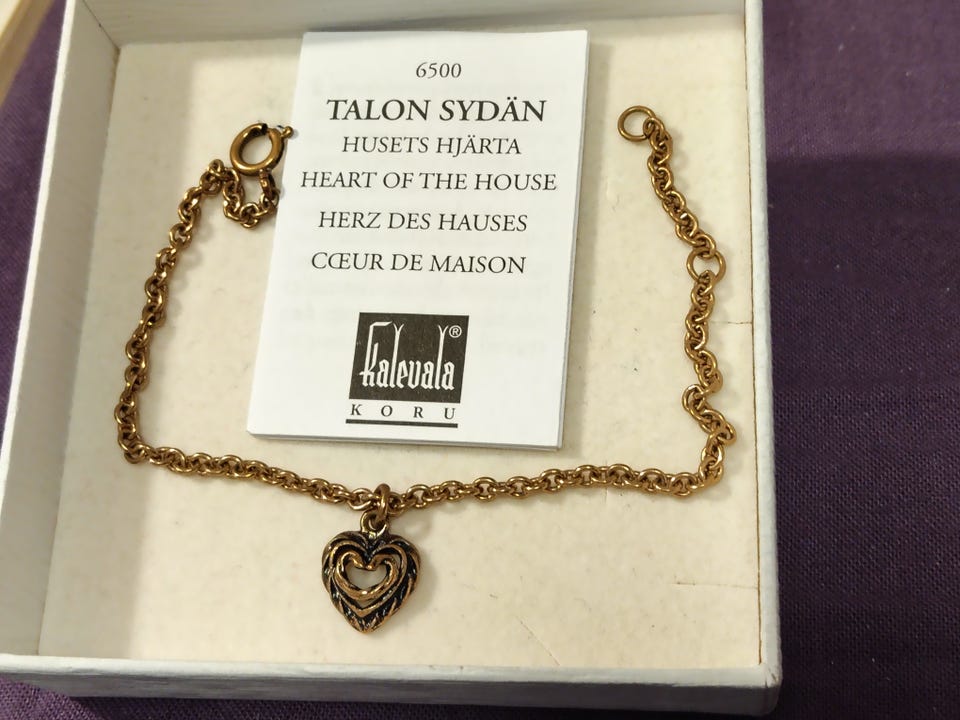 6500
TALON SYDÄN
HUSETS HJÄRTA
HEART OF THE HOUSE
HERZ DES HAUSES
CŒUR DE MAISON
Kalevala®
KORU